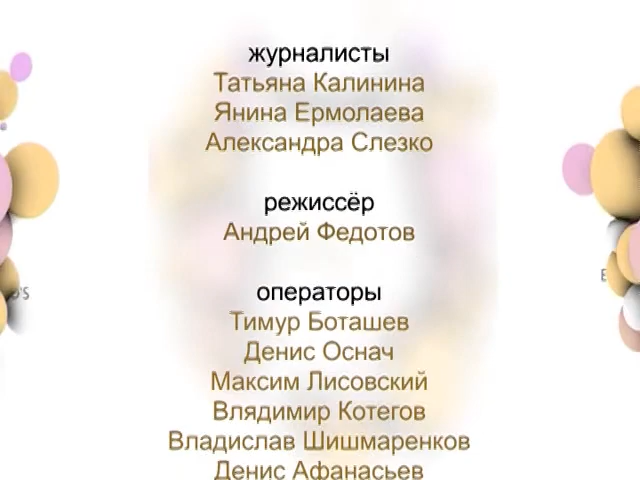 журналисты
Татьяна Калинина
Янина Ермолаева
Александра Слезко
режиссёр
Андрей Федотов
операторы
Тимур Боташев
Денис Оснач
Максим Лисовский
Влядимир Котегов
Владислав Шишмаренков
Денис Афанасьев